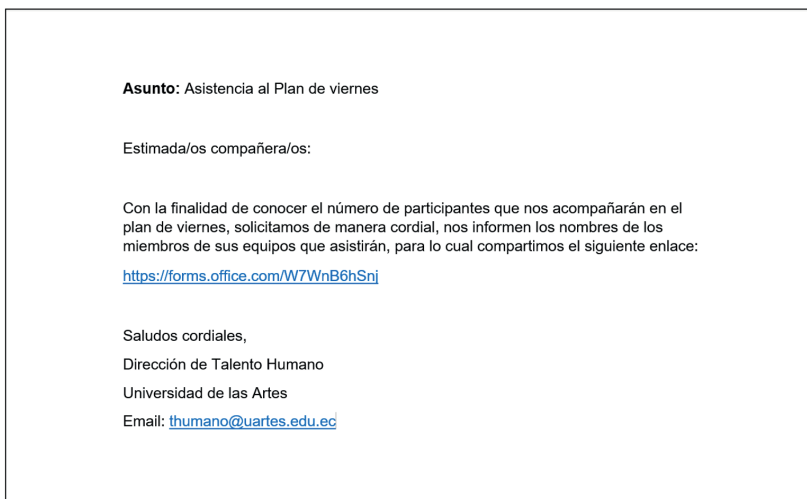 Asunto: Asistencia al Plan de viernes
Estimada/os compañera/os:
Con la finalidad de conocer el número de participantes que nos acompañarán en el
plan de viernes, solicitamos de manera cordial, nos informen los nombres de los
miembros de sus equipos que asistirán, para lo cual compartimos el siguiente enlace:
https://forms.office.com/W7WnB6hSnj
Saludos cordiales,
Dirección de Talento Humano
Universidad de las Artes
Email: thumano@uartes.edu.ec